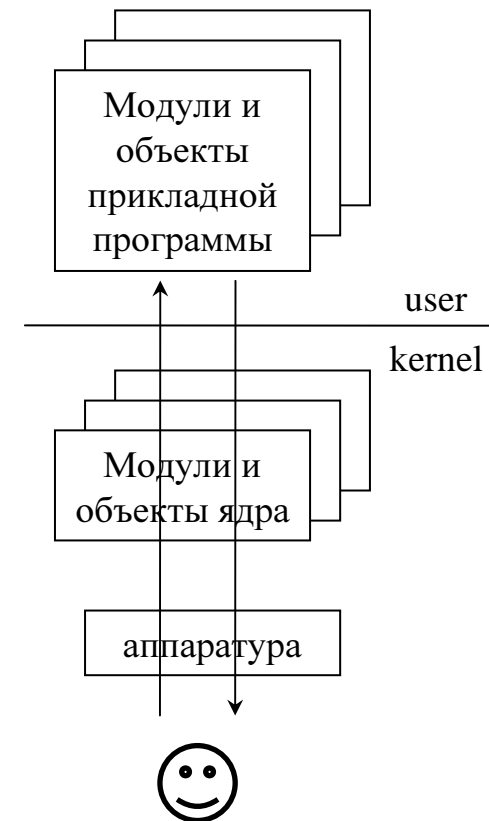 Модули и
объекты
прикладной
программы
user
kernel
Модули и
объекты ядра
аппаратура